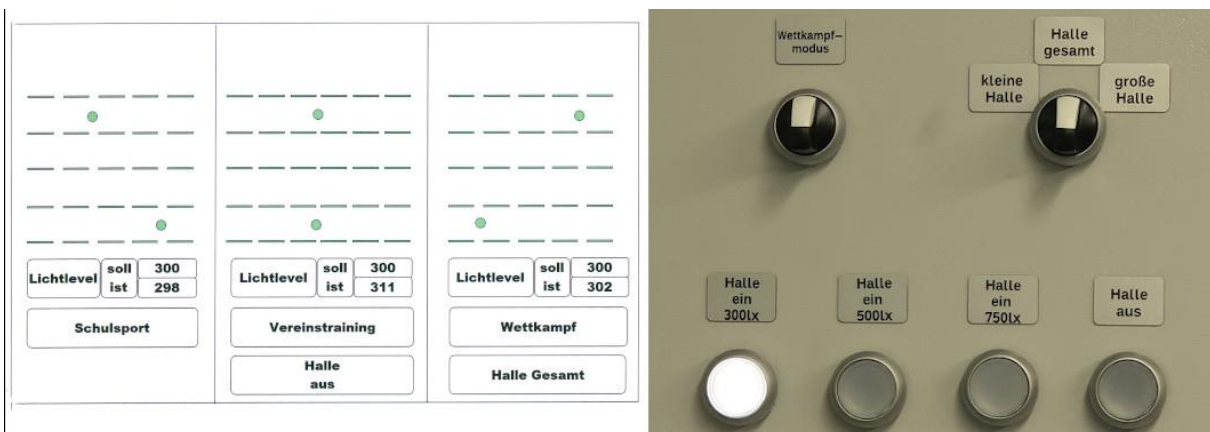 Lichtlevel
soll 300
ist 298
Schulsport
Lichtlevel
soll 300
ist 311
Vereinstraining
Halle
aus
Lichtlevel
soll 300
ist 302
Wettkampf
Halle Gesamt
Wettkampf-
modus
Halle
gesamt
kleine
Halle
große
Halle
Halle
ein
300lx
Halle
ein
500lx
Halle
ein
750lx
Halle
aus